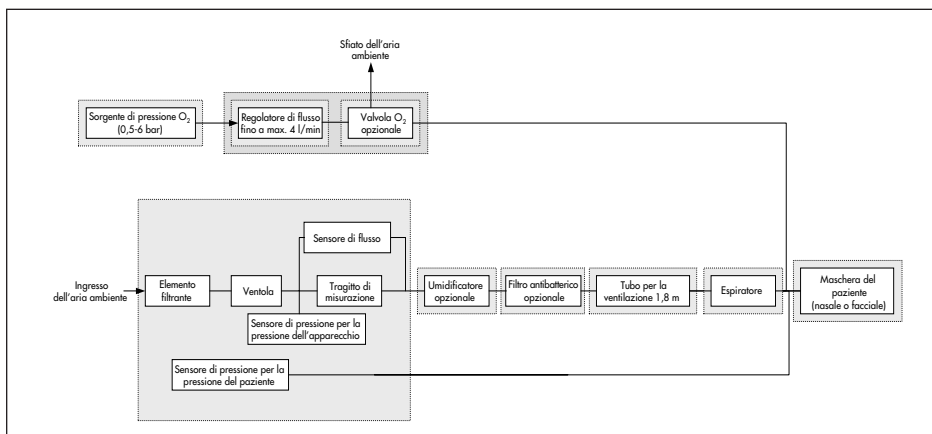 Sfiato dell'aria
ambiente
Sorgente di pressione O2
(0,5-6 bar)
Regolatore di flusso
fino a max. 4 l/min
Valvola O2
opzionale
Sensore di flusso
Ingresso
dell'aria ambiente
Elemento
filtrante
Ventola
Tragitto di
misurazione
Umidificatore
opzionale
Filtro antibatterico
opzionale
Tubo per la
ventilazione 1,8 m
Espiratore
Maschera del
paziente
(nasale o facciale)
Sensore di pressione per la
pressione dell'apparecchio
Sensore di pressione per la
pressione del paziente